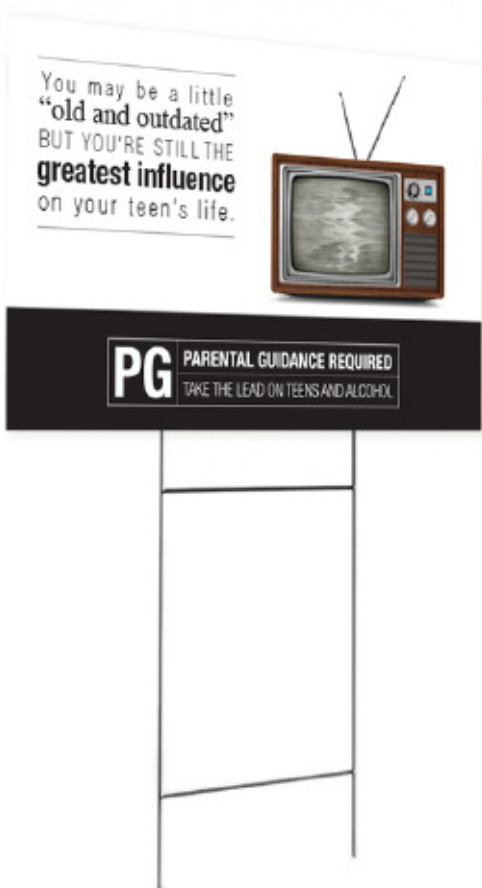 You may be a little
“old and outdated”
BUT YOU'RE STILL THE
greatest influence
on your teen's life.
PG
PARENTAL GUIDANCE REQUIRED
TAKE THE LEAD ON TEENS AND ALCOHOL